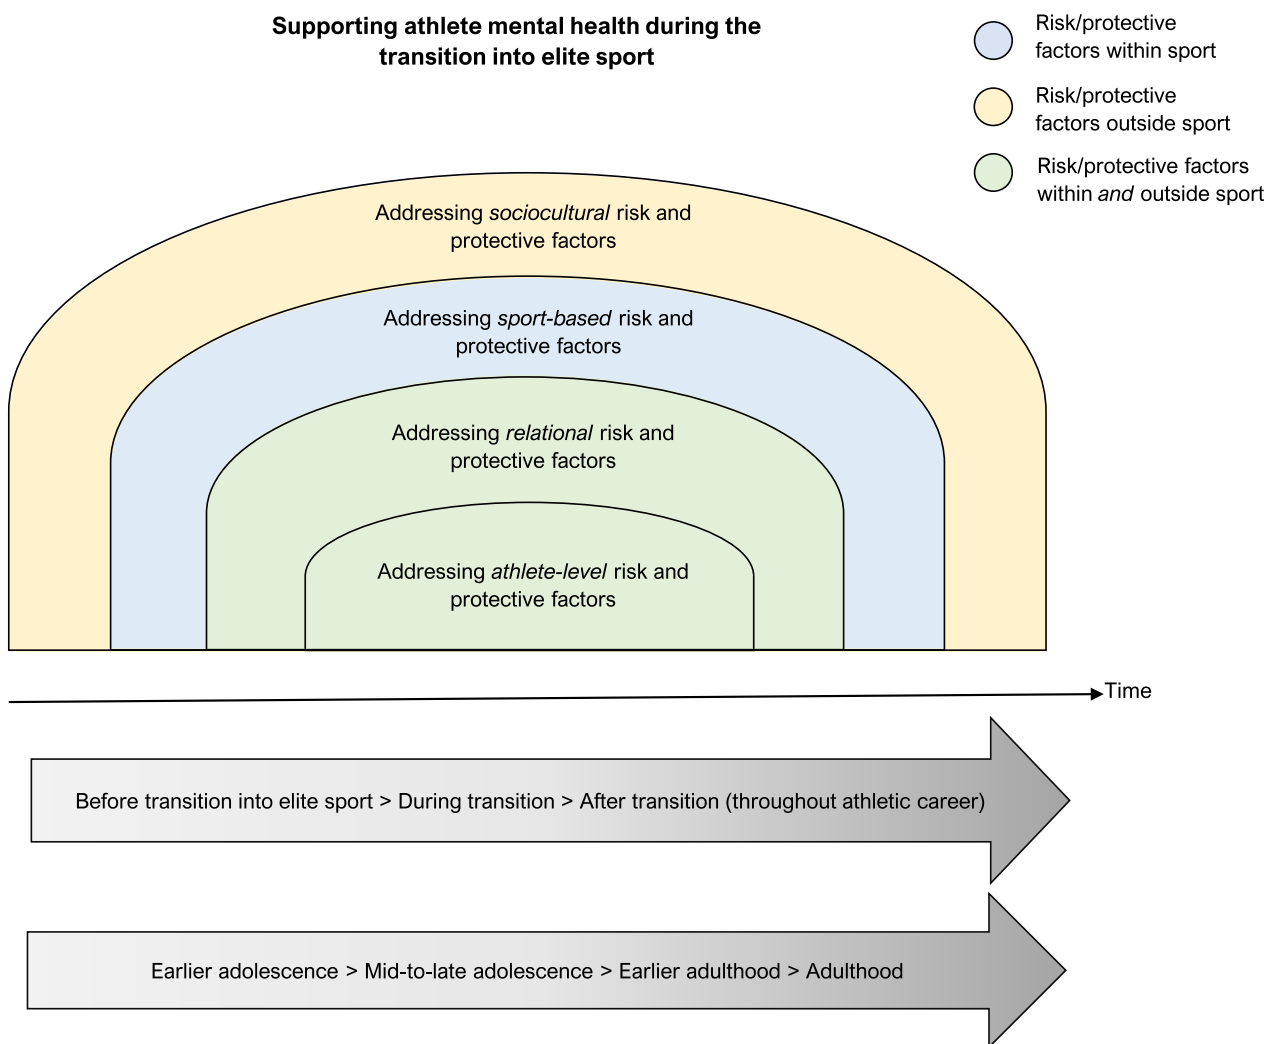 Supporting athlete mental health during the
transition into elite sport
Risk/protective
factors within sport
Risk/protective
factors outside sport
Risk/protective factors
within and outside sport
Addressing sociocultural risk and
protective factors
Addressing sport-based risk and
protective factors
Addressing relational risk and
protective factors
Addressing athlete-level risk and
protective factors
Time
Before transition into elite sport > During transition > After transition (throughout athletic career)
Earlier adolescence > Mid-to-late adolescence > Earlier adulthood > Adulthood